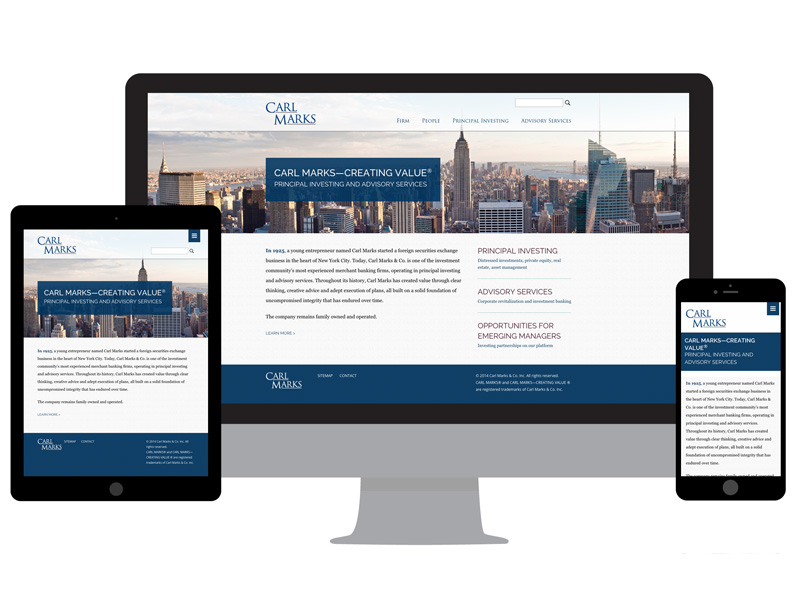 CARL
MARKS
FIRM PEOPLE PRINCIPAL INVESTING ADVISORY SERVICES
CARL MARKS—CREATING VALUE®
PRINCIPAL INVESTING AND ADVISORY SERVICES
In 1925, a young entrepreneur named Carl Marks started a foreign securities exchange
business in the heart of New York City. Today, Carl Marks & Co. is one of the investment
community's most experienced merchant banking firms, operating in principal investing
and advisory services. Throughout its history, Carl Marks has created value through clear
thinking, creative advice and adept execution of plans, all built on a solid foundation of
uncompromised integrity that has endured over time.
The company remains family owned and operated.
LEARN MORE >
PRINCIPAL INVESTING
Distressed investments, private equity, real
estate, asset management
ADVISORY SERVICES
Corporate revitalization and investment banking
OPPORTUNITIES FOR
EMERGING MANAGERS
Investing partnerships on our platform
CARL
MARKS
SITEMAP CONTACT
© 2014 Carl Marks & Co. Inc. All rights reserved.
CARL MARKS® and CARL MARKS—CREATING VALUE ®
are registered trademarks of Carl Marks & Co. Inc.
CARL
MARKS
CARL MARKS—CREATING VALUE®
PRINCIPAL INVESTING AND ADVISORY SERVICES
In 1925, a young entrepreneur named Carl Marks started a foreign securities exchange
business in the heart of New York City. Today, Carl Marks & Co. is one of the investment
community's most experienced merchant banking firms, operating in principal investing
and advisory services. Throughout its history, Carl Marks has created value through clear
thinking, creative advice and adept execution of plans, all built on a solid foundation of
uncompromised integrity that has endured over time.
The company remains family owned and operated.
LEARN MORE >
CARL
MARKS
SITEMAP CONTACT
© 2014 Carl Marks & Co. Inc. All
rights reserved.
CARL MARKS® and CARL MARKS—
CREATING VALUE ® are registered
trademarks of Carl Marks & Co. Inc.
CARL
MARKS
CARL MARKS—CREATING
VALUE®
PRINCIPAL INVESTING AND
ADVISORY SERVICES
In 1925, a young entrepreneur named Carl
Marks started a foreign securities exchange
business in the heart of New York City. Today,
Carl Marks & Co. is one of the investment
community's most
experienced merchant banking firms, operating in
principal investing and advisory services.
Throughout its history, Carl Marks has created
value through clear thinking, creative advice and
adept execution of plans, all built on a solid
foundation of uncompromised integrity that has
endured over time.